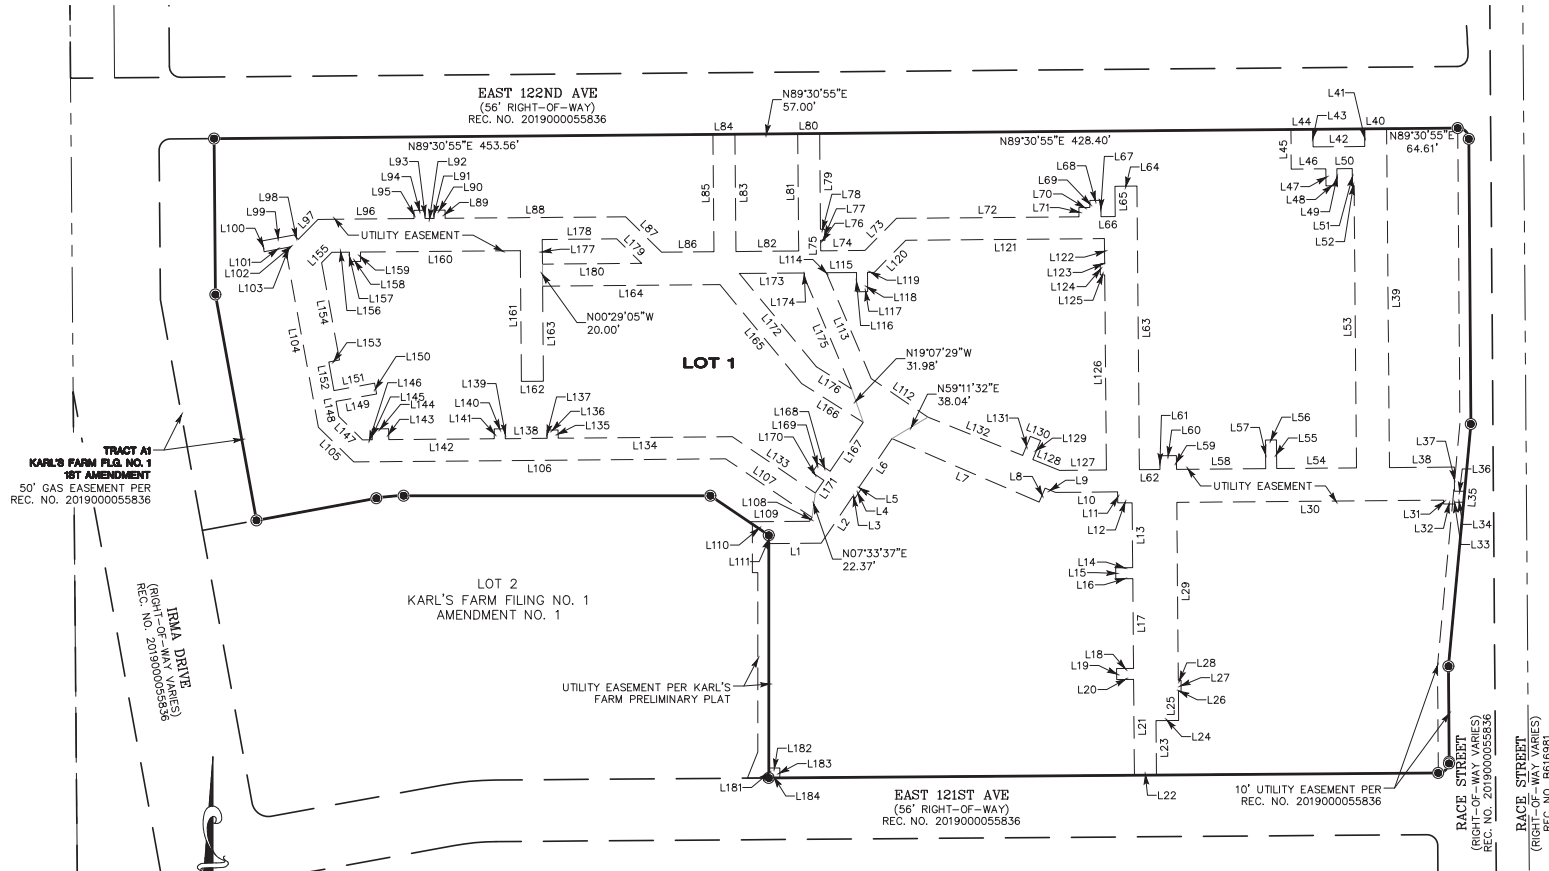 EAST 122ND AVE
(56' RIGHT-OF-WAY)
REC. NO. 2019000055836
N89°30'55"E
57.00'
N89°30'55"E 453.56'
N89°30'55"E 428.40'
N89°30'55"E
64.61'
L84
L80
L44
L43
L41
L42
L40
L45
L46
L47
L48
L49
L50
L51
L52
L93
L92
L94
L91
L95
L90
L89
L96
L88
L87
L86
L85
L83
L82
L81
L79
L78
L77
L76
L75
L74
L73
L72
L71
L70
L69
L68
L67
L66
L65
L64
L63
L98
L97
L99
L100
L101
L102
L103
L104
L105
UTILITY EASEMENT
L155
L160
L159
L158
L157
L156
L154
L153
L152
L151
L150
L149
L148
L147
L146
L145
L144
L143
L142
L141
L140
L139
L138
L137
L136
L135
L134
L133
L178
L177
L179
L180
L164
L161
L163
L162
N00°29'05"W
20.00'
L114
L115
L173
L174
L172
L165
L175
L176
L166
L113
L112
L116
L117
L118
L119
L120
L121
L122
L123
L124
L125
L126
L127
L128
L129
L130
L131
L132
LOT 1
N19°07'29"W
31.98'
N59°11'32"E
38.04'
L168
L169
L170
L171
L167
L106
L107
L108
L109
L110
L111
L1
L2
L3
L4
L5
L6
L7
L8
L9
L10
L11
L12
L13
L14
L15
L16
L17
L18
L19
L20
L21
L22
L23
L24
L25
L26
L27
L28
L29
L30
L31
L32
L33
L34
L35
L36
L37
L38
L39
L53
L54
L55
L56
L57
L58
L59
L60
L61
L62
UTILITY EASEMENT
N07°33'37"E
22.37'
TRACT A1
KARL'S FARM FLG. NO. 1
1ST AMENDMENT
50' GAS EASEMENT PER
REC. NO. 2019000055836
LOT 2
KARL'S FARM FILING NO. 1
AMENDMENT NO. 1
IRMA DRIVE
(RIGHT-OF-WAY VARIES)
REC. NO. 2019000055836
UTILITY EASEMENT PER KARL'S
FARM PRELIMINARY PLAT
L182
L183
L181
L184
EAST 121ST AVE
(56' RIGHT-OF-WAY)
REC. NO. 2019000055836
10' UTILITY EASEMENT PER
REC. NO. 2019000055836
RACE STREET
(RIGHT-OF-WAY VARIES)
REC. NO. 2019000055836
RACE STREET
(RIGHT-OF-WAY VARIES)
REC. NO.